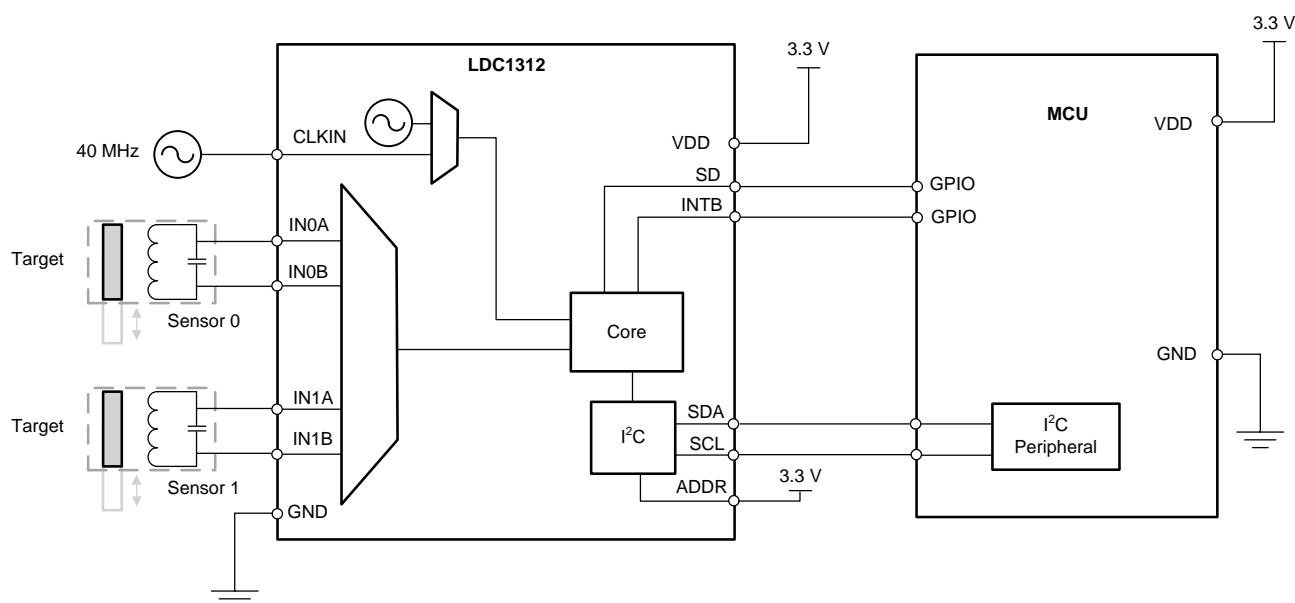 3.3 V
3.3 V
LDC1312
MCU
40 MHz
CLKIN
VDD
VDD
SD
GPIO
INTB
GPIO
Target
IN0A
IN0B
Sensor 0
Core
GND
Target
IN1A
IN1B
Sensor 1
I²C
SDA
SCL
ADDR
3.3 V
I²C
Peripheral
GND